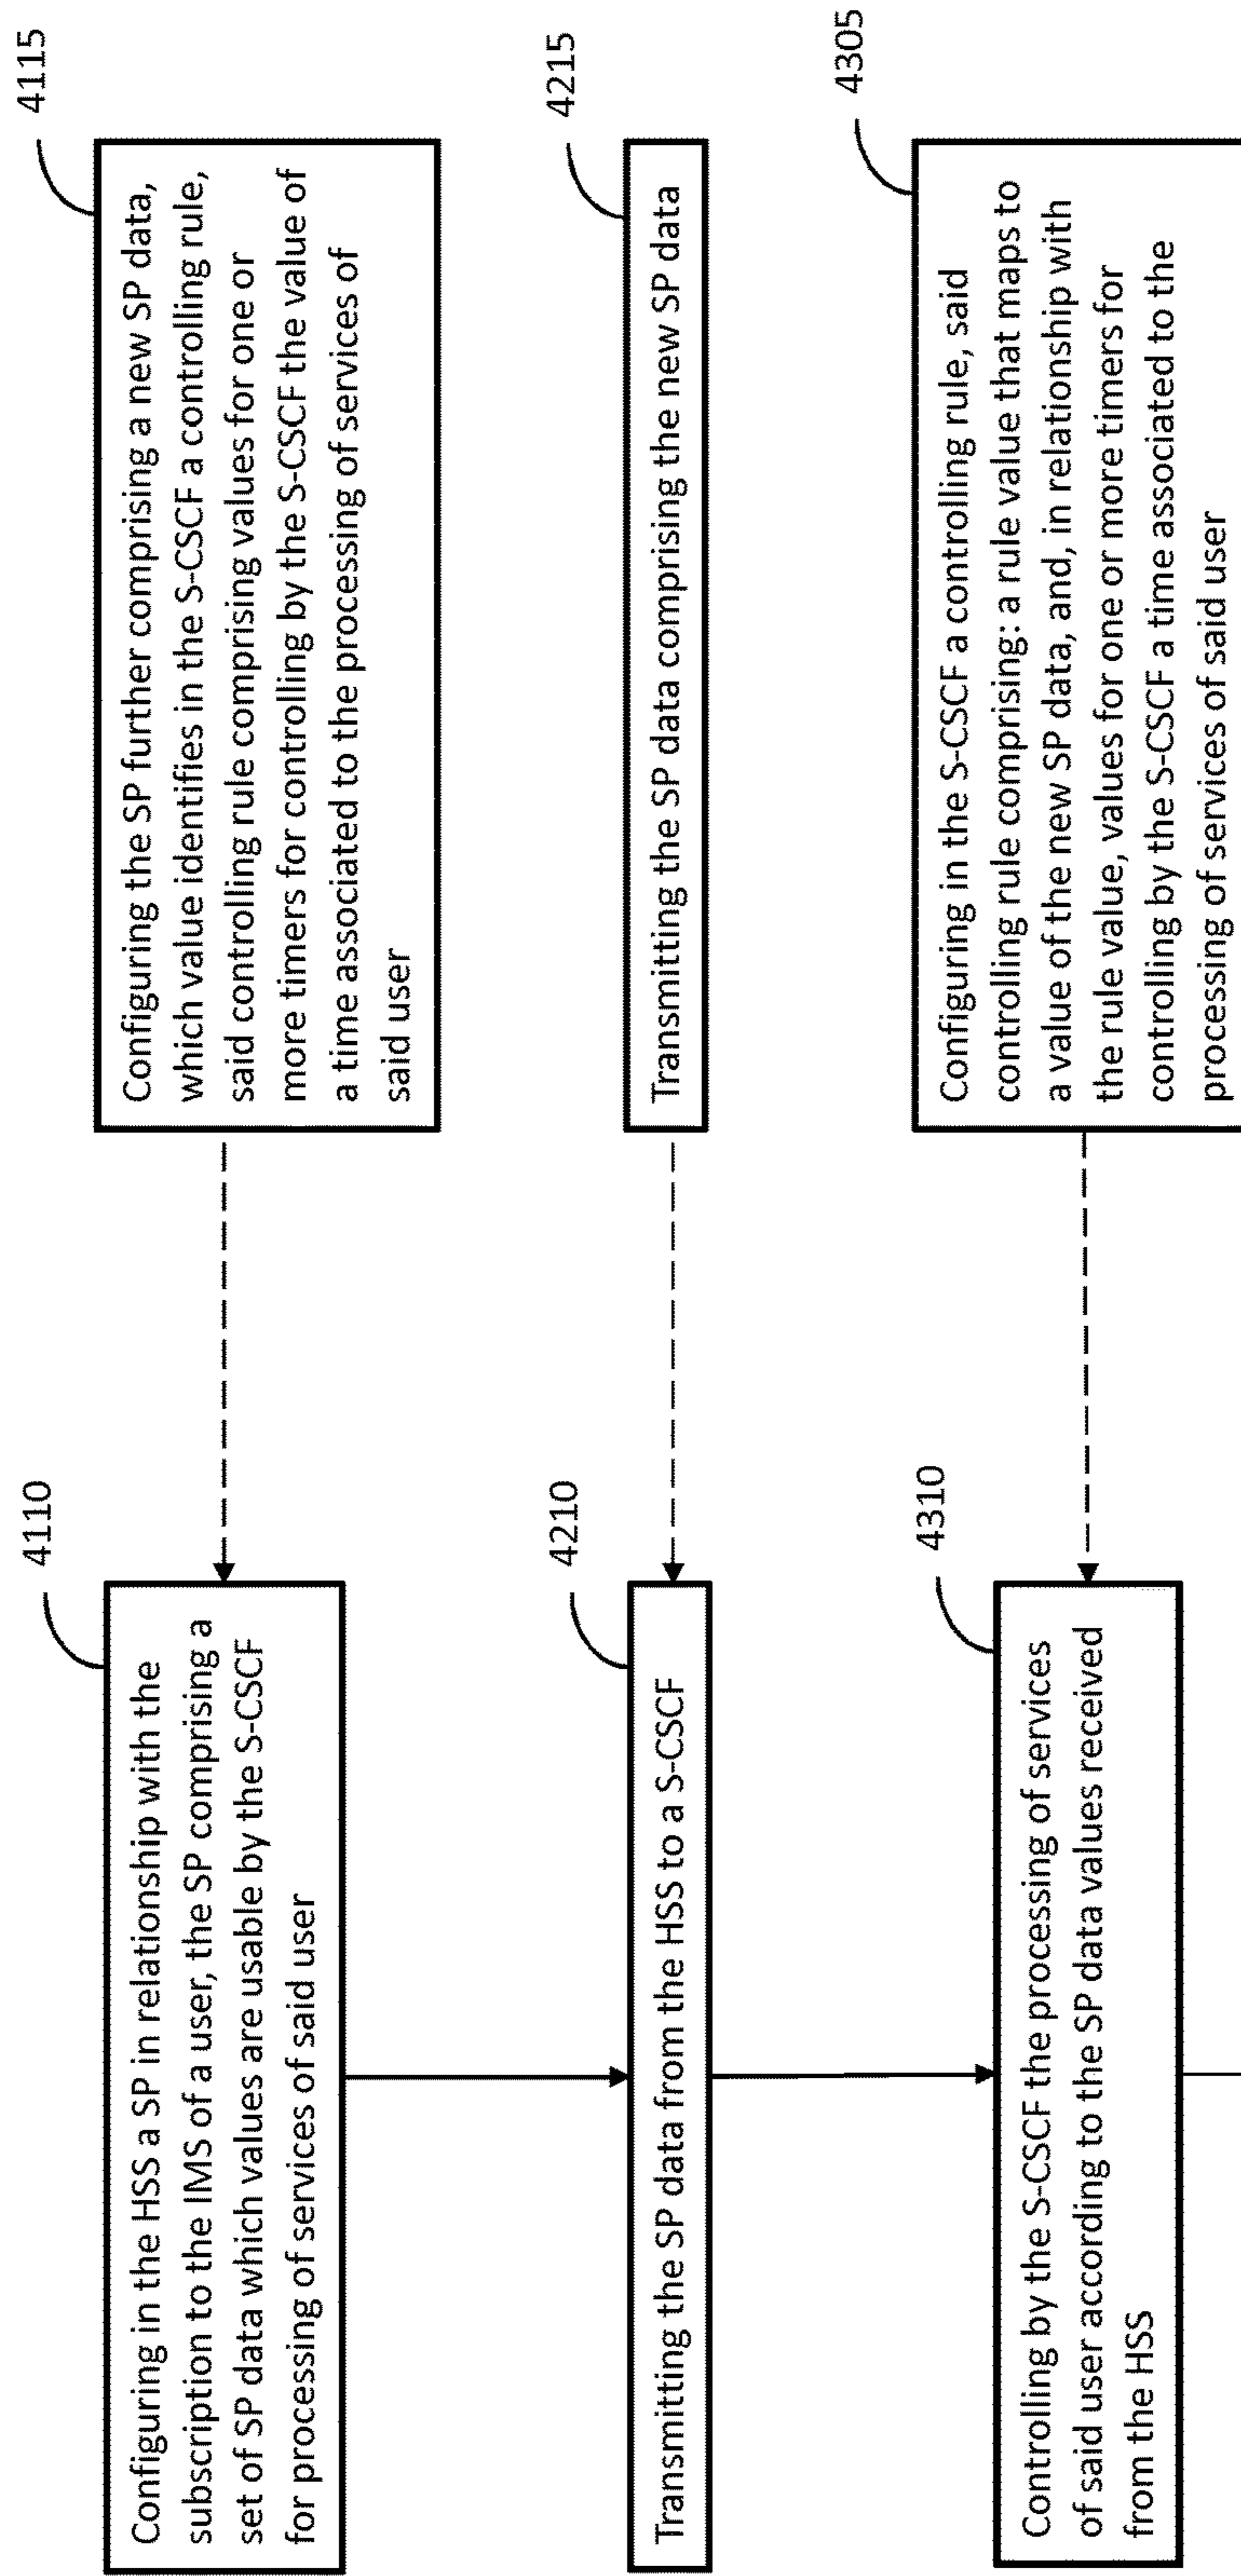 4110
Configuring in the HSS a SP in relationship with the
subscription to the IMS of a user, the SP comprising a
set of SP data which values are usable by the S-CSCF
for processing of services of said user
4115
Configuring the SP further comprising a new SP data,
which value identifies in the S-CSCF a controlling rule,
said controlling rule comprising values for one or
more timers for controlling by the S-CSCF the value of
a time associated to the processing of services of
said user
4210
Transmitting the SP data from the HSS to a S-CSCF
4215
Transmitting the SP data comprising the new SP data
4310
Controlling by the S-CSCF the processing of services
of said user according to the SP data values received
from the HSS
4305
Configuring in the S-CSCF a controlling rule, said
controlling rule comprising: a rule value that maps to
a value of the new SP data, and, in relationship with
the rule value, values for one or more timers for
controlling by the S-CSCF a time associated to the
processing of services of said user